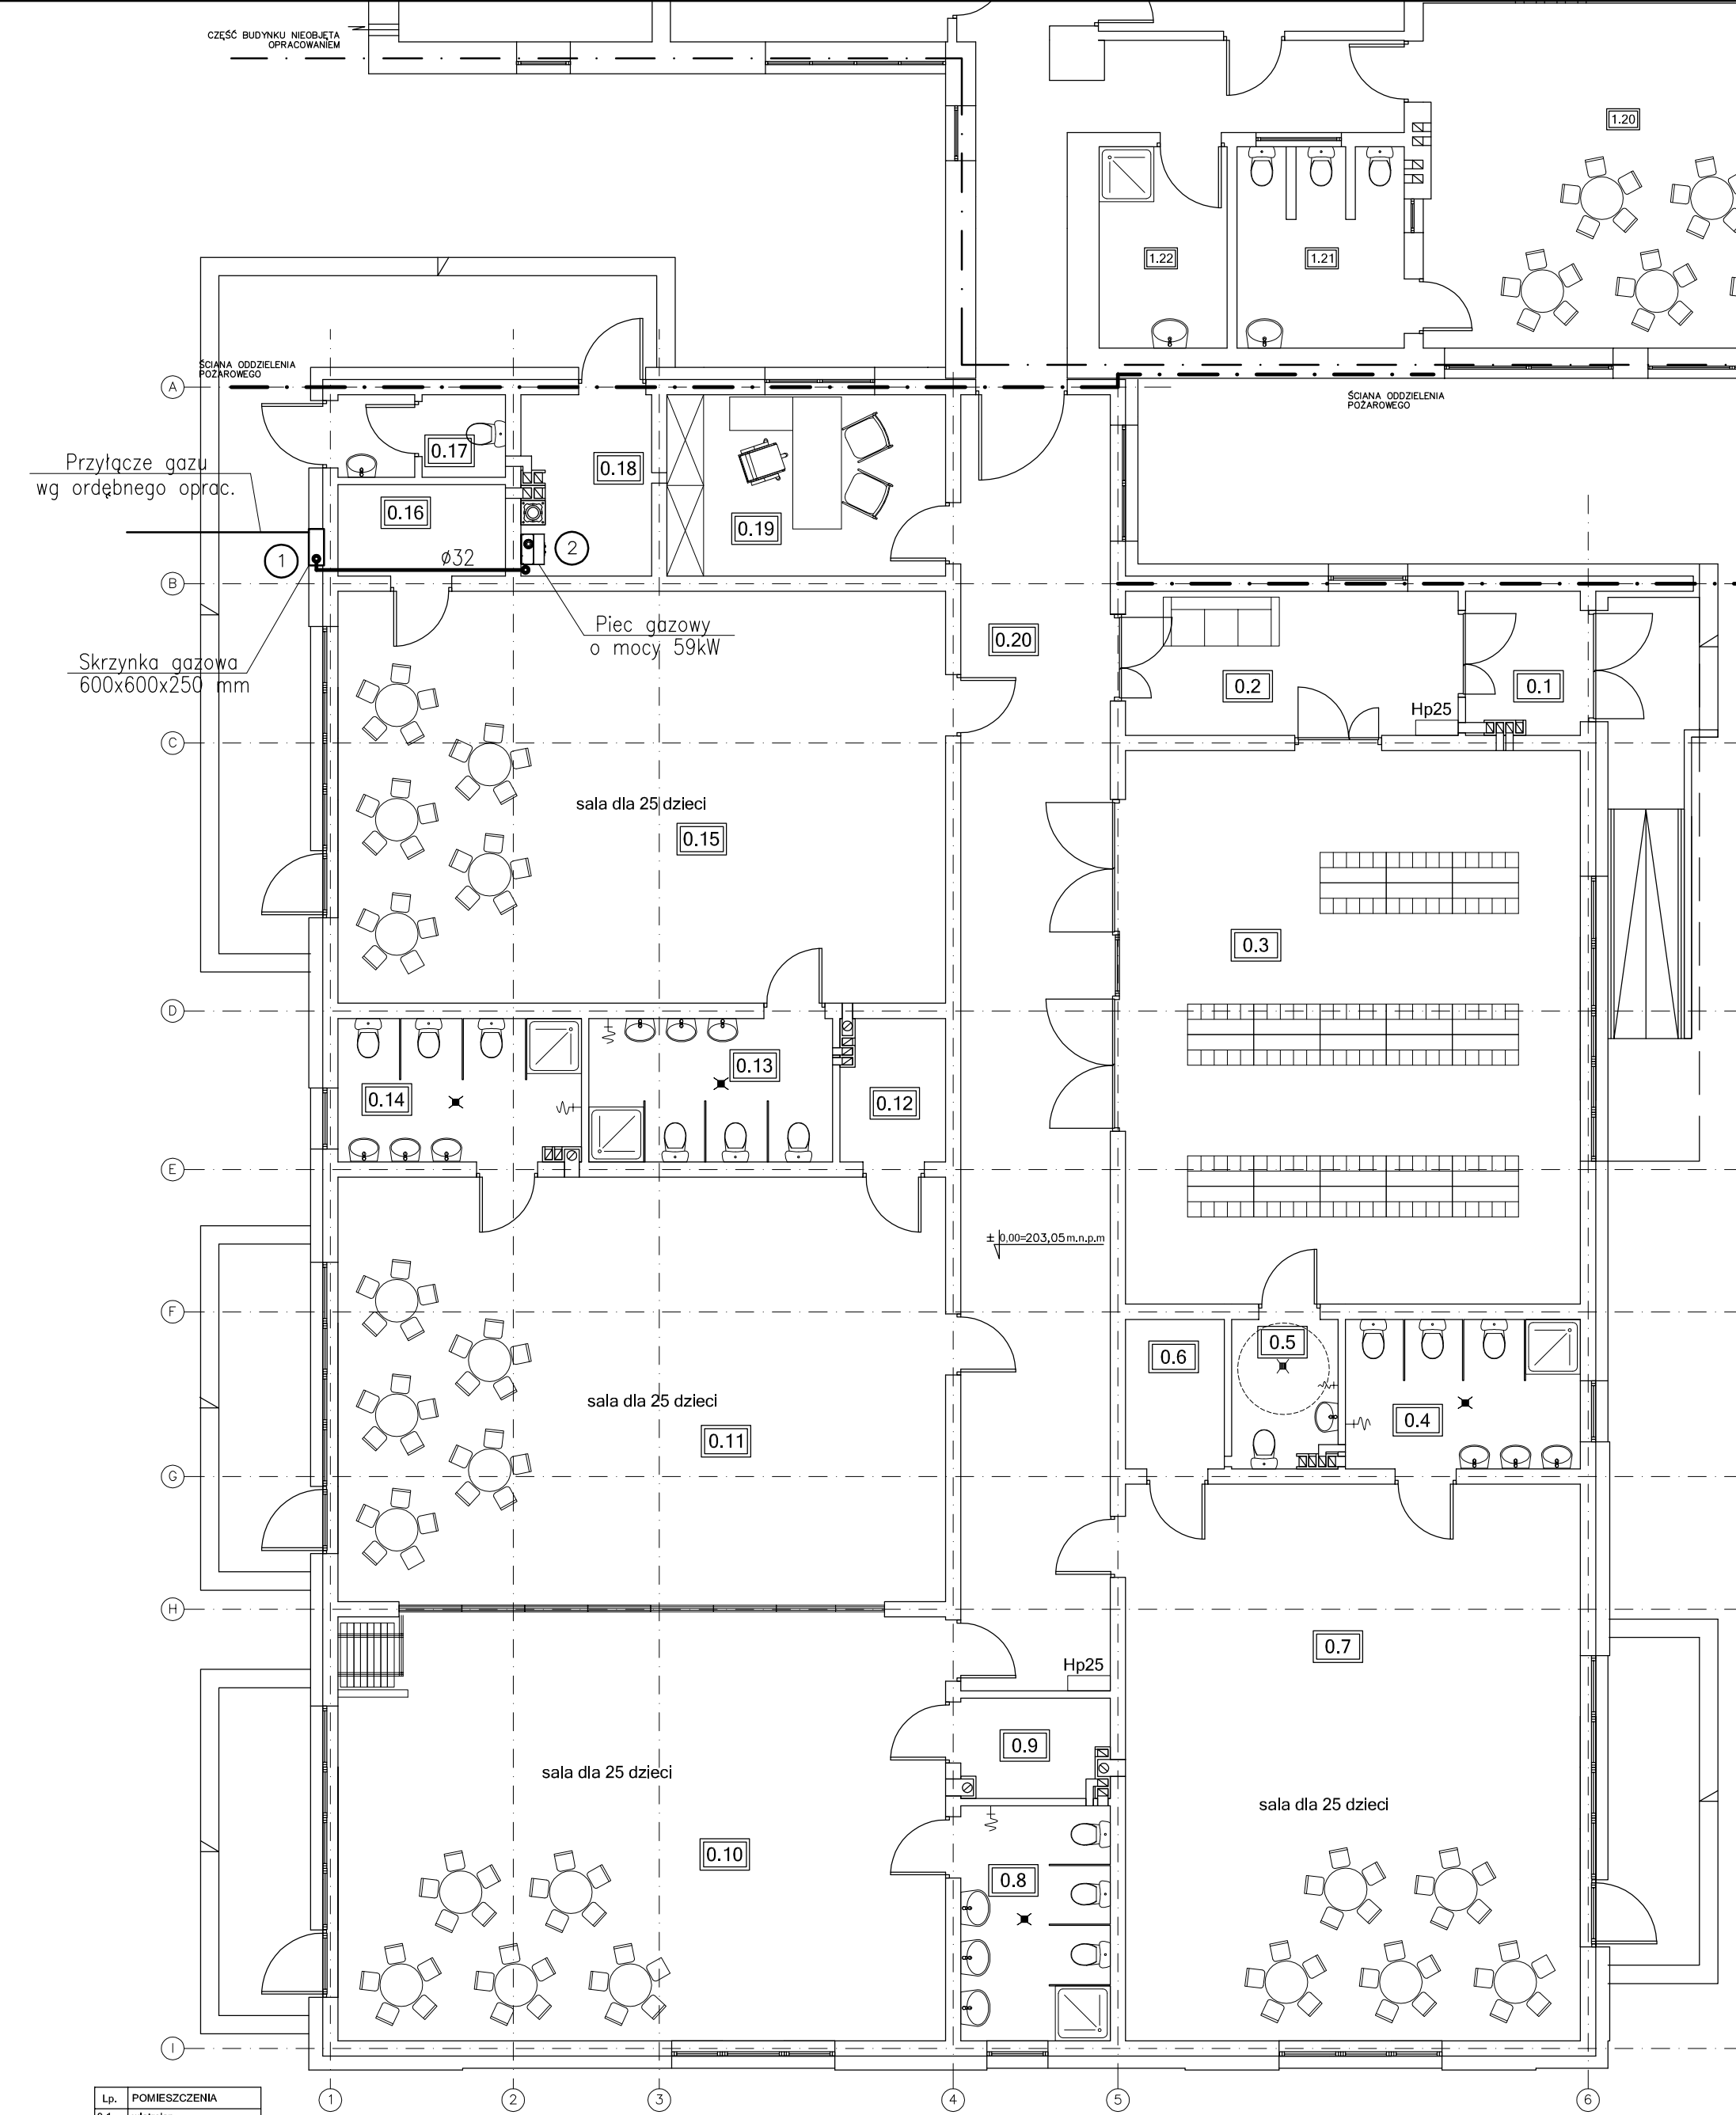 CZĘŚĆ BUDYNKU NIEOBJĘTA
OPRACOWANIEM
1.20
1.22
1.21
ŚCIANA ODDZIELENIA
POŻAROWEGO
A
ŚCIANA ODDZIELENIA
POŻAROWEGO
Przyłącze gazu
wg ordębnego oprac.
0.17
0.18
0.16
0.19
1
ø32
2
B
Piec gazowy
o mocy 59kW
0.20
Skrzynka gazowa
600x600x250 mm
0.2
0.1
Hp25
C
sala dla 25 dzieci
0.15
0.3
D
0.13
0.14
0.12
E
± 0,00=203,05m.n.p.m
F
0.5
0.6
sala dla 25 dzieci
0.4
0.11
G
H
0.7
Hp25
0.9
sala dla 25 dzieci
sala dla 25 dzieci
0.10
0.8
I
Lp. POMIESZCZENIA
1
2
3
4
5
6